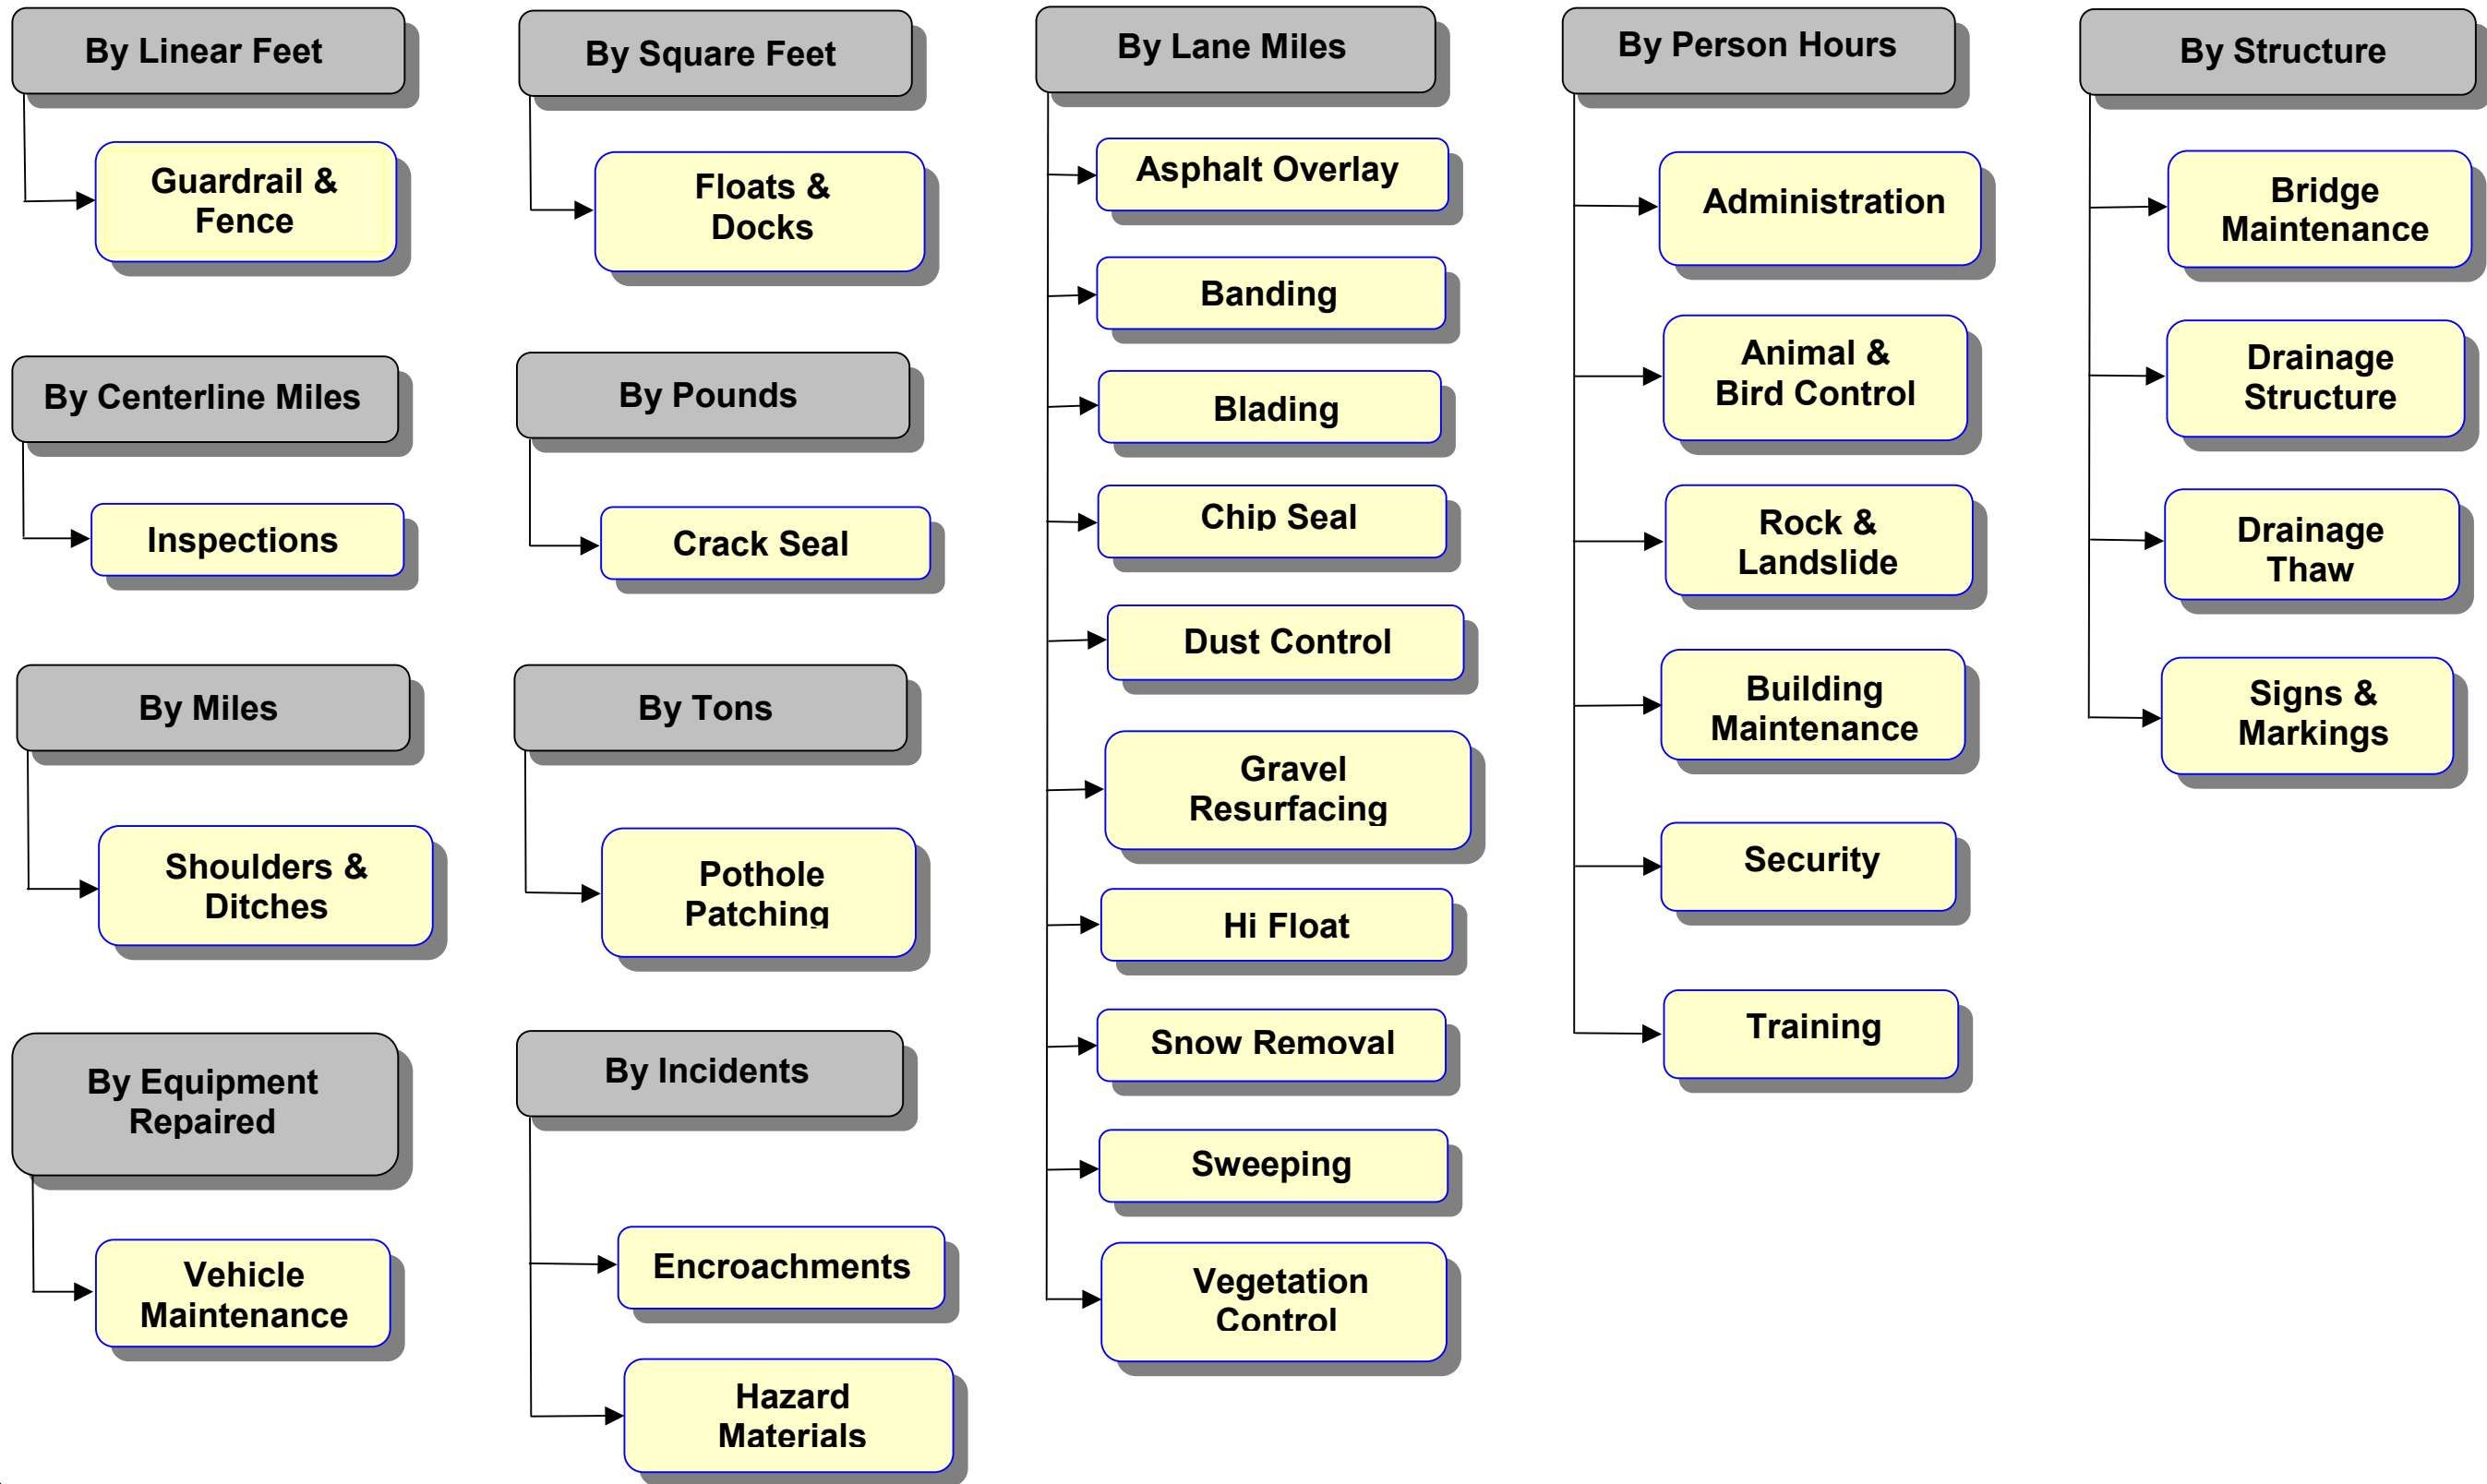 By Linear Feet
Guardrail &
Fence
By Centerline Miles
Inspections
By Miles
Shoulders &
Ditches
By Equipment
Repaired
Vehicle
Maintenance
By Square Feet
Floats &
Docks
By Pounds
Crack Seal
By Tons
Pothole
Patching
By Incidents
Encroachments
Hazard
Materials
By Lane Miles
Asphalt Overlay
Banding
Blading
Chip Seal
Dust Control
Gravel
Resurfacing
Hi Float
Snow Removal
Sweeping
Vegetation
Control
By Person Hours
Administration
Animal &
Bird Control
Rock &
Landslide
Building
Maintenance
Security
Training
By Structure
Bridge
Maintenance
Drainage
Structure
Drainage
Thaw
Signs &
Markings